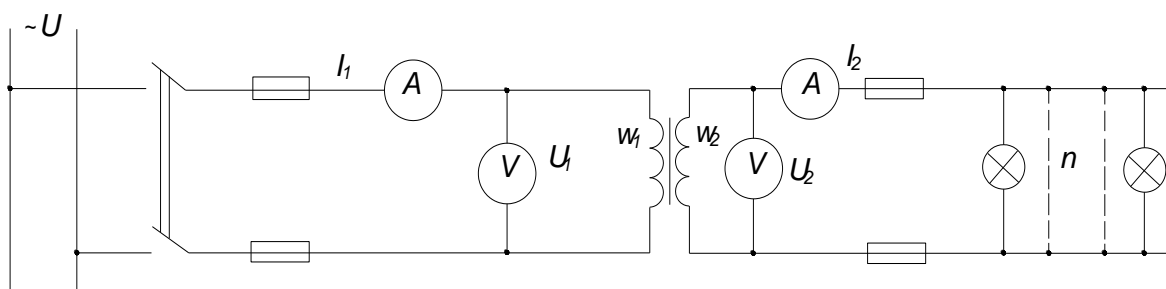 ~U
I₁ A
A I₂
V U₁
w₁ w₂
V U₂
n